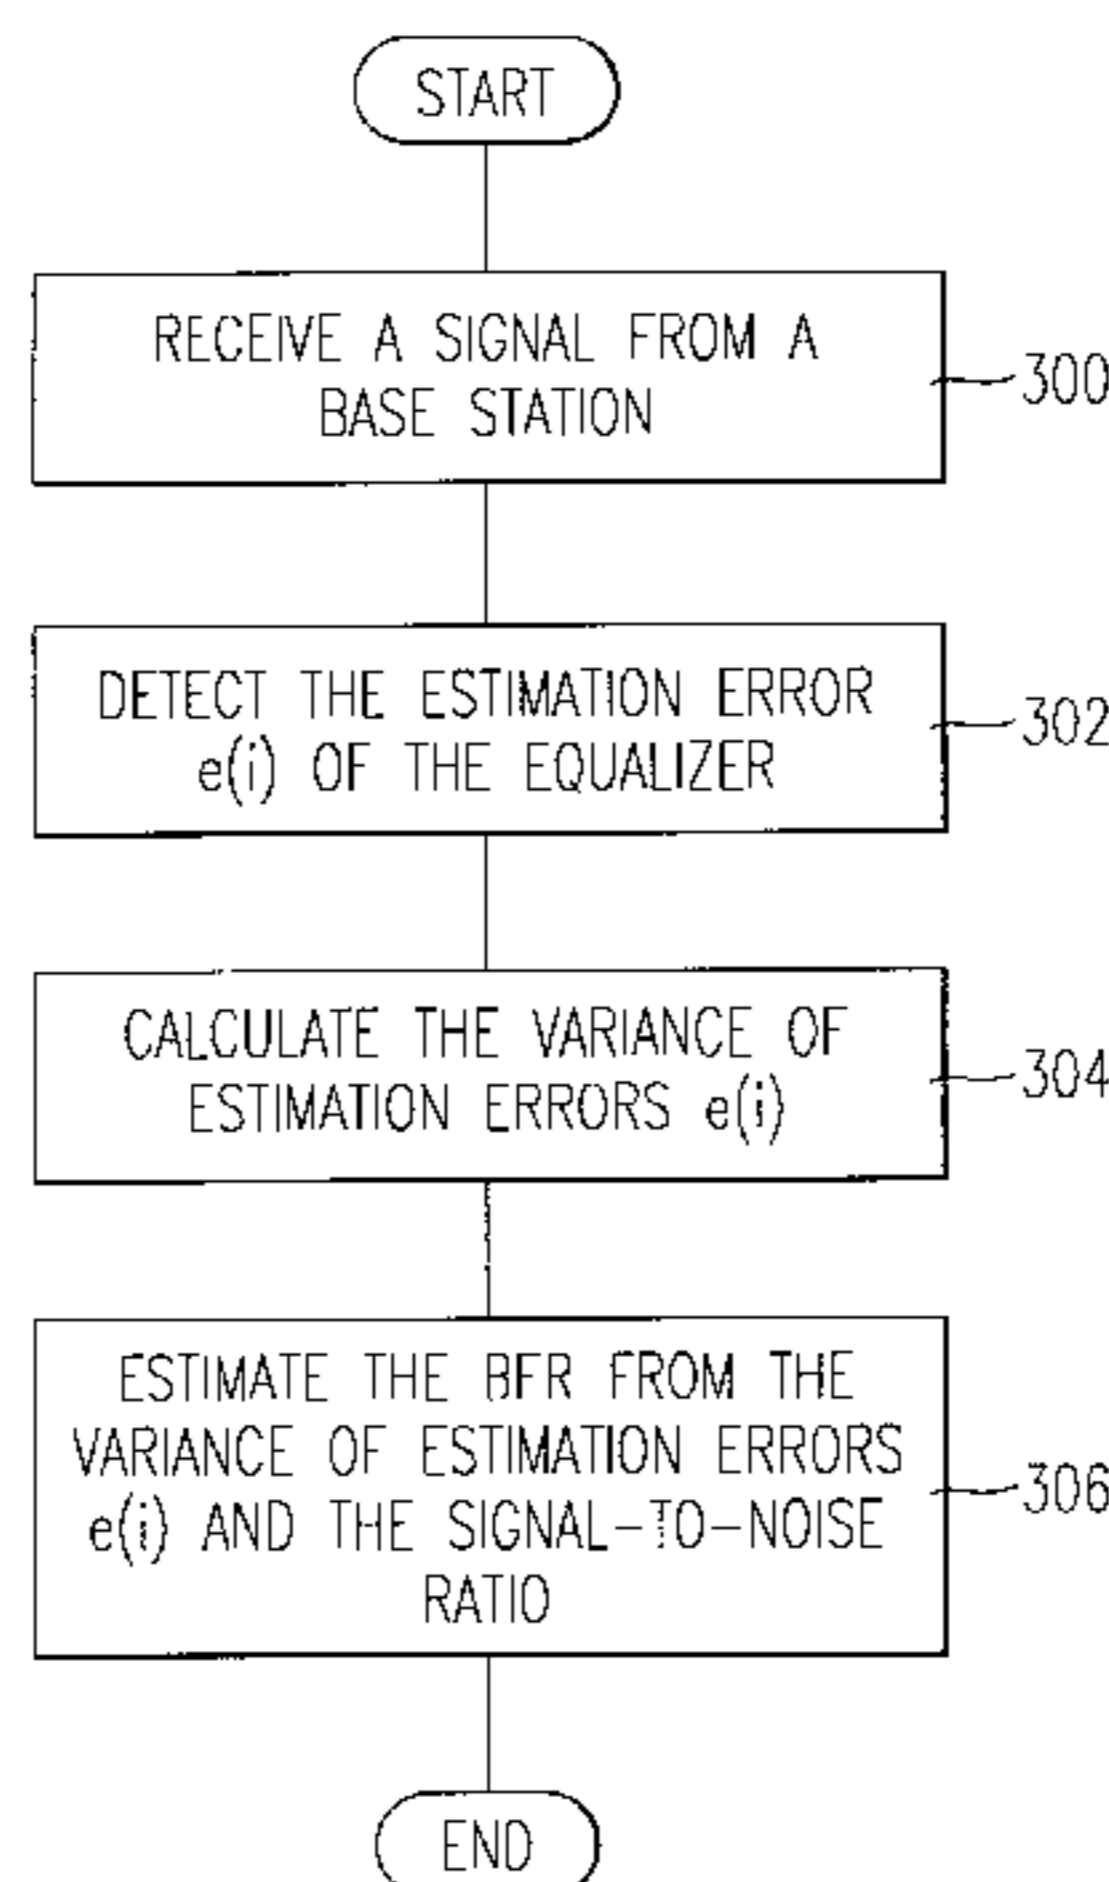 START
RECEIVE A SIGNAL FROM A
BASE STATION
300
DETECT THE ESTIMATION ERROR
e(i) OF THE EQUALIZER
302
CALCULATE THE VARIANCE OF
ESTIMATION ERRORS e(i)
304
ESTIMATE THE BFR FROM THE
VARIANCE OF ESTIMATION ERRORS
e(i) AND THE SIGNAL-TO-NOISE
RATIO
306
END